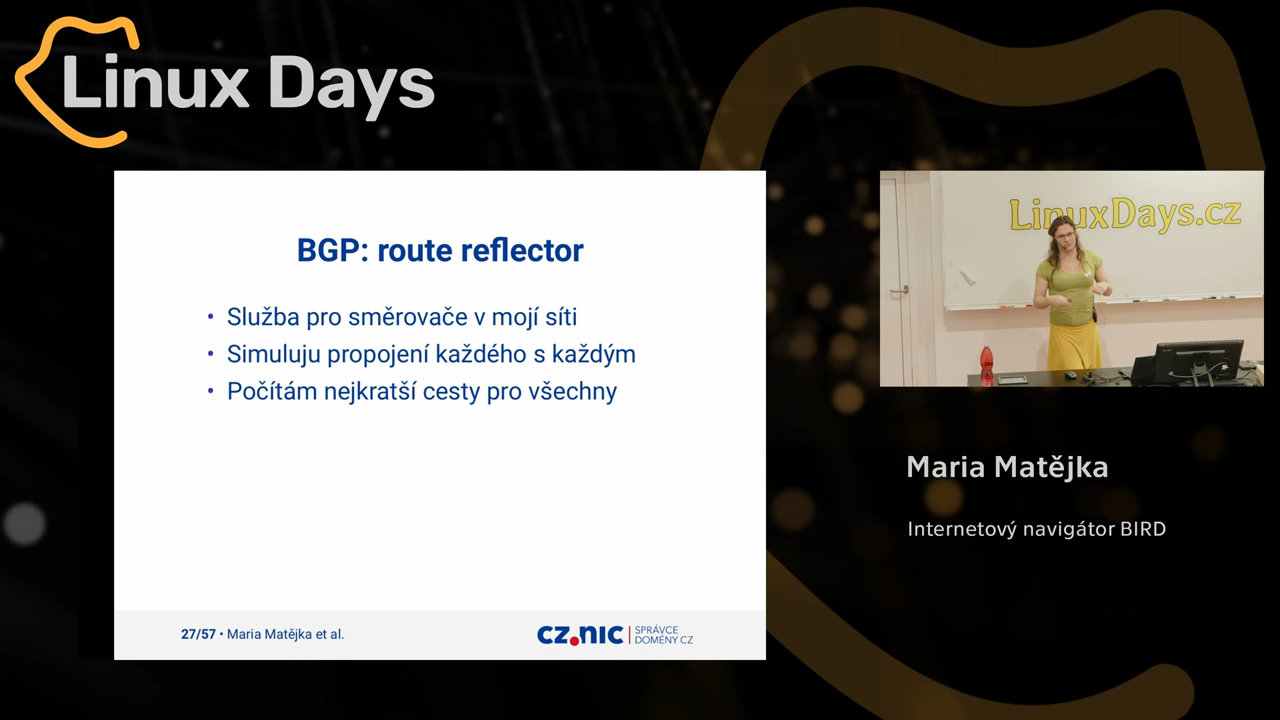 Linux Days
BGP: route reflector
• Služba pro směrovače v mojí síti
• Simuluju propojení každého s každým
• Počítám nejkratší cesty pro všechny
27/57 • Maria Matějka et al.
CZ.NIC | SPRÁVCE
DOMÉNY CZ
LinuxDays.cz
Maria Matějka
Internetový navigátor BIRD